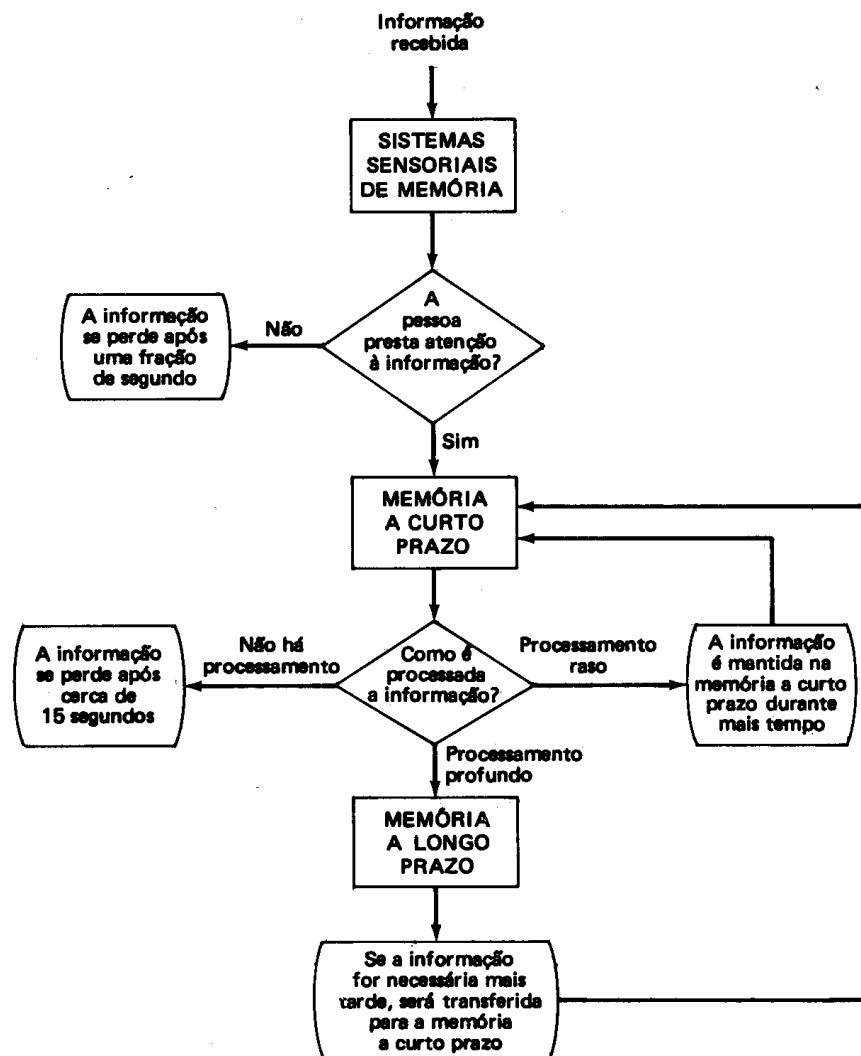 Informação
recebida
SISTEMAS
SENSORIAIS
DE MEMÓRIA
A
pessoa
presta atenção
à informação?
Não
A informação
se perde após
uma fração
de segundo
Sim
MEMÓRIA
A CURTO
PRAZO
Como é
processada
a informação?
Não há
processamento
A informação
se perde após
cerca de
15 segundos
Processamento
raso
A informação
é mantida na
memória a curto
prazo durante
mais tempo
Processamento
profundo
MEMÓRIA
A LONGO
PRAZO
Se a informação
for necessária mais
tarde, será transferida
para a memória
a curto prazo